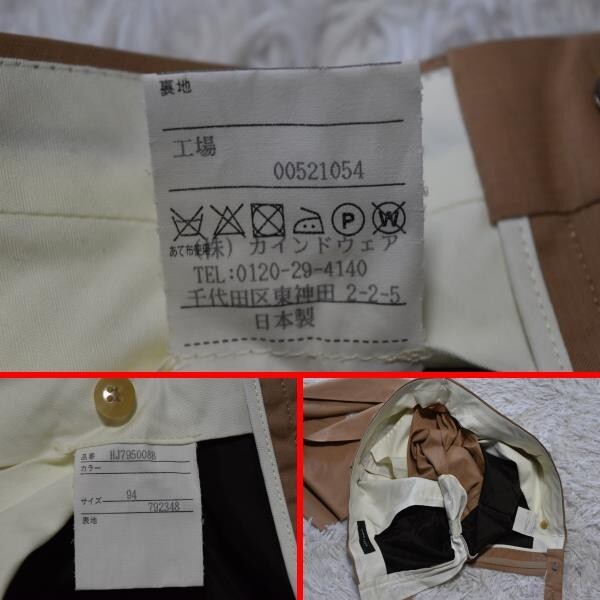 裏地
工場
00521054
P W
あて布使用
(株) カインドウェア
TEL:0120-29-4140
千代田区東神田 2-2-5
日本製
品番 HJ795008B
カラー
サイズ 94
792348
裏地